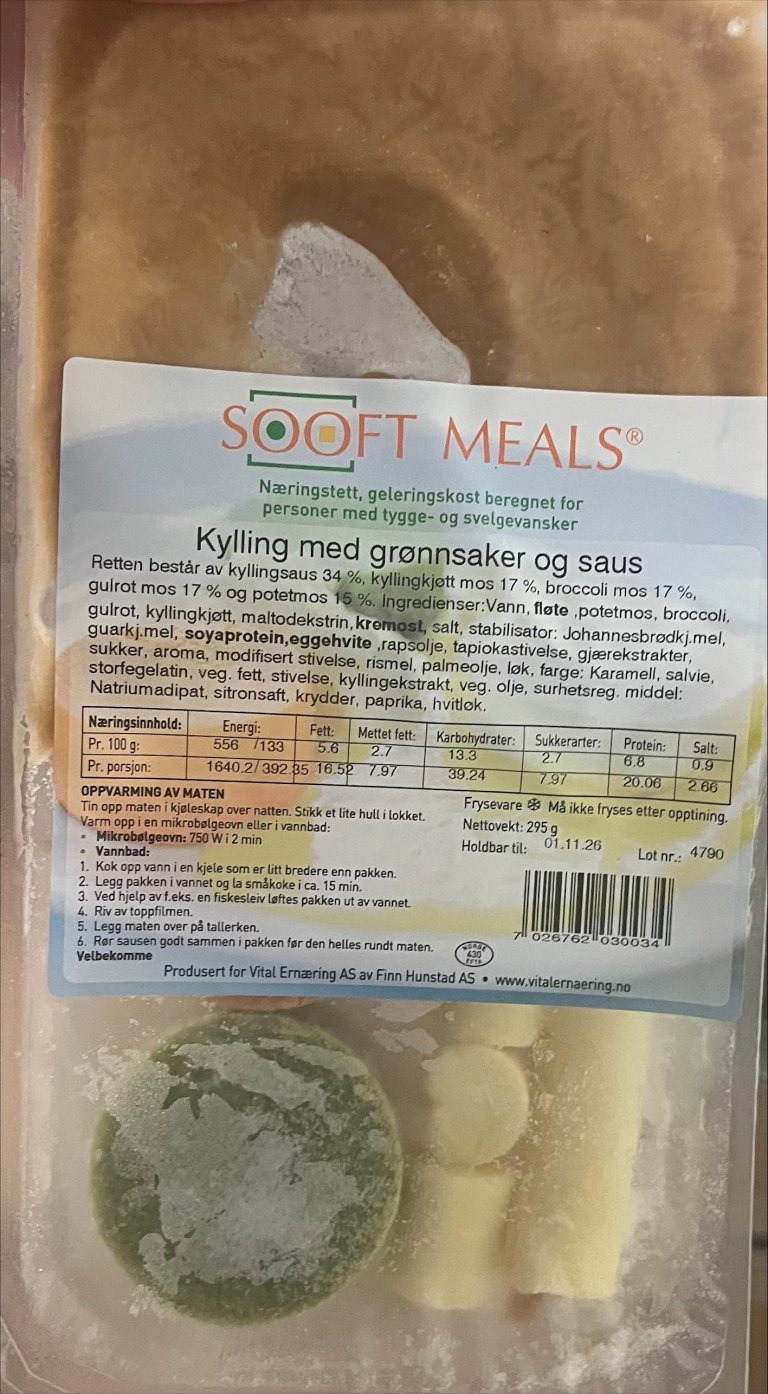 SOOFT MEALS®
Næringstett, geleringskost beregnet for
personer med tygge- og svelgevansker
Kylling med grønnsaker og saus
Retten består av kyllingsaus 34 %, kyllingkjøtt mos 17 %, broccoli mos 17 %,
gulrot mos 17 % og potetmos 15 %. Ingredienser:Vann, fløte ,potetmos, broccoli,
gulrot, kyllingkjøtt, maltodekstrin,kremost, salt, stabilisator: Johannesbrødkj.mel,
guarkj.mel, soyaprotein,eggehvite ,rapsolje, tapiokastivelse, gjærekstrakter,
sukker, aroma, modifisert stivelse, rismel, palmeolje, løk, farge: Karamell, salvie,
storfegelatin, veg. fett, stivelse, kyllingekstrakt, veg. olje, surhetsreg. middel:
Natriumadipat, sitronsaft, krydder, paprika, hvitløk.
Næringsinnhold: Energi: Fett: Mettet fett: Karbohydrater: Sukkerarter: Protein: Salt:
Pr. 100 g: 556 /133 5.6 2.7 13.3 2.7 6.8 0.9
Pr. porsjon: 1640.2/ 392.35 16.52 7.97 39.24 7.97 20.06 2.66
OPPVARMING AV MATEN
Tin opp maten i kjøleskap over natten. Stikk et lite hull i lokket.
Varm opp i en mikrobølgeovn eller i vannbad:
• Mikrobølgeovn: 750 W i 2 min
• Vannbad:
1. Kok opp vann i en kjele som er litt bredere enn pakken.
2. Legg pakken i vannet og la småkoke i ca. 15 min.
3. Ved hjelp av f.eks. en fiskesleiv løftes pakken ut av vannet.
4. Riv av toppfilmen.
5. Legg maten over på tallerken.
6. Rør sausen godt sammen i pakken før den helles rundt maten.
Velbekomme
Frysevare ❄ Må ikke fryses etter opptining.
Nettovekt: 295 g
Holdbar til: 01.11.26 Lot nr.: 4790
7 026762 030034
NORGE
430
EFTA
Produsert for Vital Ernæring AS av Finn Hunstad AS • www.vitalernaering.no